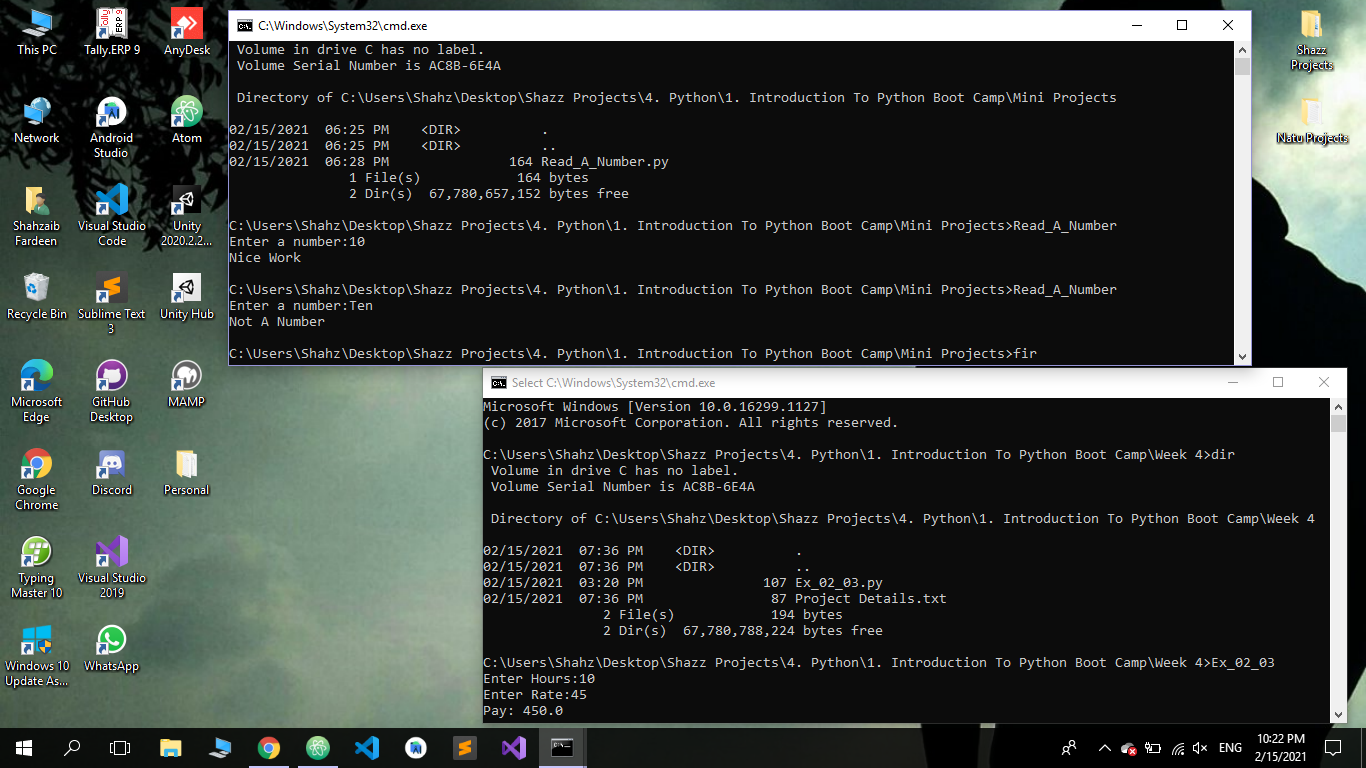 This PC
Tally.ERP 9
AnyDesk
Network
Android
Studio
Atom
Shahzaib
Fardeen
Visual Studio
Code
Unity
2020.2.2...
Recycle Bin
Sublime Text
3
Unity Hub
Microsoft
Edge
GitHub
Desktop
MAMP
Google
Chrome
Discord
Personal
Typing
Master 10
Visual Studio
2019
Windows 10
Update As...
WhatsApp
Shazz
Projects
Natu Projects
C:\Windows\System32\cmd.exe
Volume in drive C has no label.
Volume Serial Number is AC8B-6E4A
Directory of C:\Users\Shahz\Desktop\Shazz Projects\4. Python\1. Introduction To Python Boot Camp\Mini Projects
02/15/2021  06:25 PM    <DIR>          .
02/15/2021  06:25 PM    <DIR>          ..
02/15/2021  06:28 PM               164 Read_A_Number.py
1 File(s)            164 bytes
2 Dir(s)  67,780,657,152 bytes free
C:\Users\Shahz\Desktop\Shazz Projects\4. Python\1. Introduction To Python Boot Camp\Mini Projects>Read_A_Number
Enter a number:10
Nice Work
C:\Users\Shahz\Desktop\Shazz Projects\4. Python\1. Introduction To Python Boot Camp\Mini Projects>Read_A_Number
Enter a number:Ten
Not A Number
C:\Users\Shahz\Desktop\Shazz Projects\4. Python\1. Introduction To Python Boot Camp\Mini Projects>fir
Select C:\Windows\System32\cmd.exe
Microsoft Windows [Version 10.0.16299.1127]
(c) 2017 Microsoft Corporation. All rights reserved.
C:\Users\Shahz\Desktop\Shazz Projects\4. Python\1. Introduction To Python Boot Camp\Week 4>dir
Volume in drive C has no label.
Volume Serial Number is AC8B-6E4A
Directory of C:\Users\Shahz\Desktop\Shazz Projects\4. Python\1. Introduction To Python Boot Camp\Week 4
02/15/2021  07:36 PM    <DIR>          .
02/15/2021  07:36 PM    <DIR>          ..
02/15/2021  03:20 PM               107 Ex_02_03.py
02/15/2021  07:36 PM                87 Project Details.txt
2 File(s)            194 bytes
2 Dir(s)  67,780,788,224 bytes free
C:\Users\Shahz\Desktop\Shazz Projects\4. Python\1. Introduction To Python Boot Camp\Week 4>Ex_02_03
Enter Hours:10
Enter Rate:45
Pay: 450.0
ENG
10:22 PM
2/15/2021